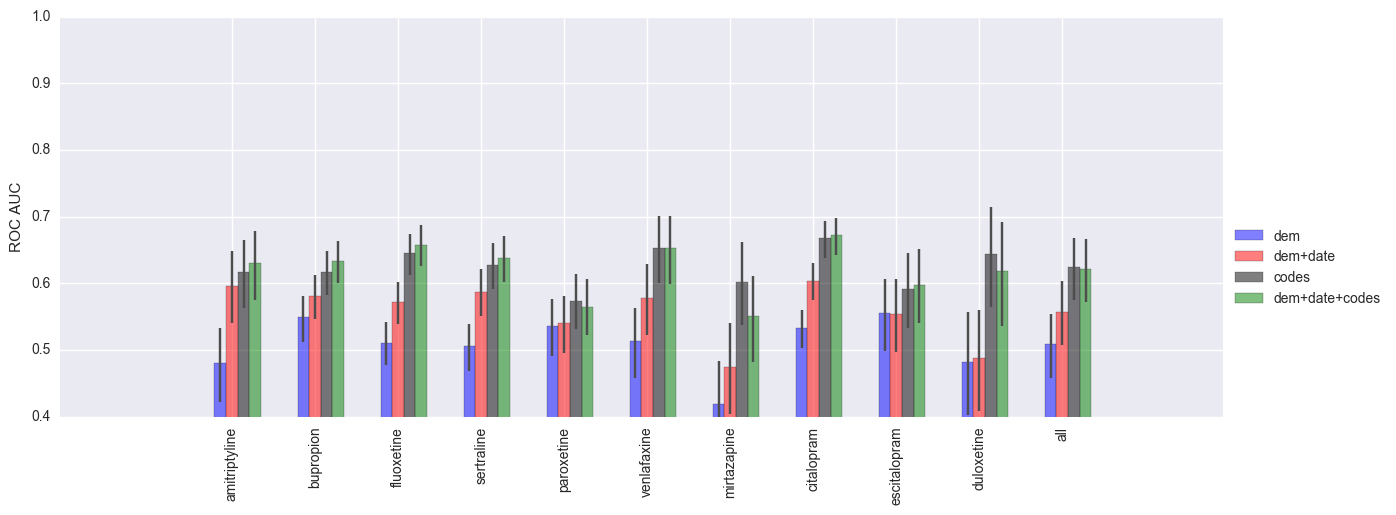 1.0
0.9
0.8
0.7
0.6
0.5
0.4
ROC AUC
amitriptyline
bupropion
fluoxetine
sertraline
paroxetine
venlafaxine
mirtazapine
citalopram
escitalopram
duloxetine
all
dem
dem+date
codes
dem+date+codes